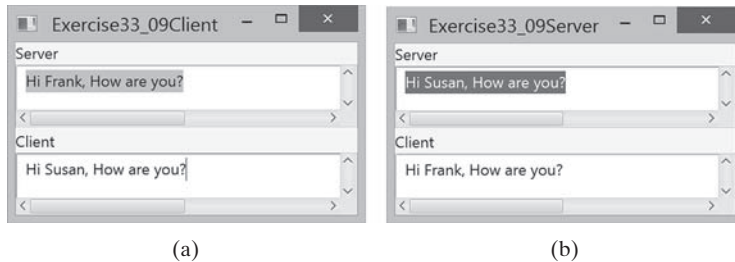 Exercise33_09Client
Server
Hi Frank, How are you?
Client
Hi Susan, How are you?
(a)
Exercise33_09Server
Server
Hi Susan, How are you?
Client
Hi Frank, How are you?
(b)